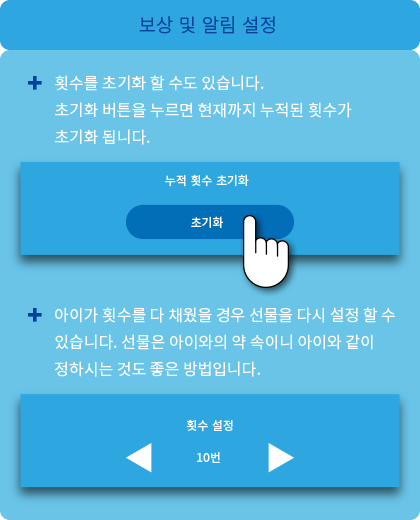 보상 및 알림 설정
횟수를 초기화 할 수도 있습니다.
초기화 버튼을 누르면 현재까지 누적된 횟수가
초기화 됩니다.
누적 횟수 초기화
초기화
아이가 횟수를 다 채웠을 경우 선물을 다시 설정 할 수
있습니다. 선물은 아이와의 약 속이니 아이와 같이
정하시는 것도 좋은 방법입니다.
횟수 설정
10번